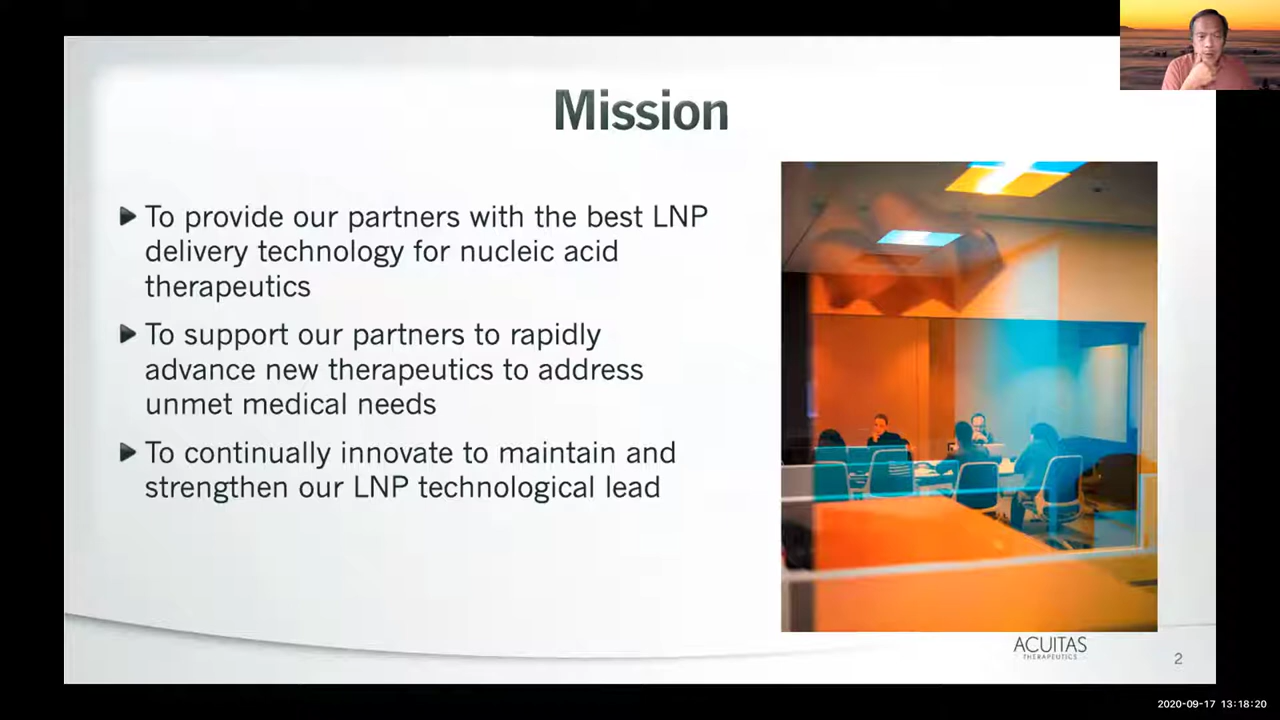 Mission
▶ To provide our partners with the best LNP
delivery technology for nucleic acid
therapeutics
▶ To support our partners to rapidly
advance new therapeutics to address
unmet medical needs
▶ To continually innovate to maintain and
strengthen our LNP technological lead
ACUITAS
THERAPEUTICS
2
2020-09-17 13:18:20